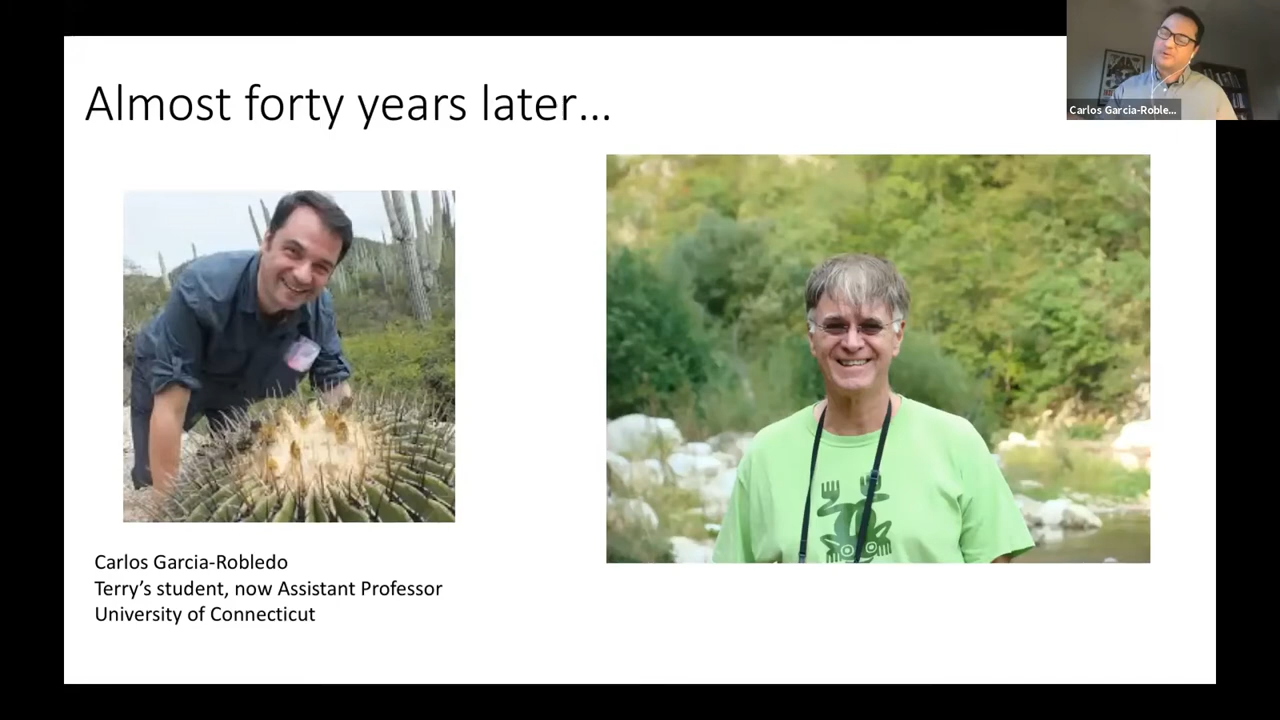 Almost forty years later...
Carlos Garcia-Roble...
Carlos Garcia-Robledo
Terry's student, now Assistant Professor
University of Connecticut